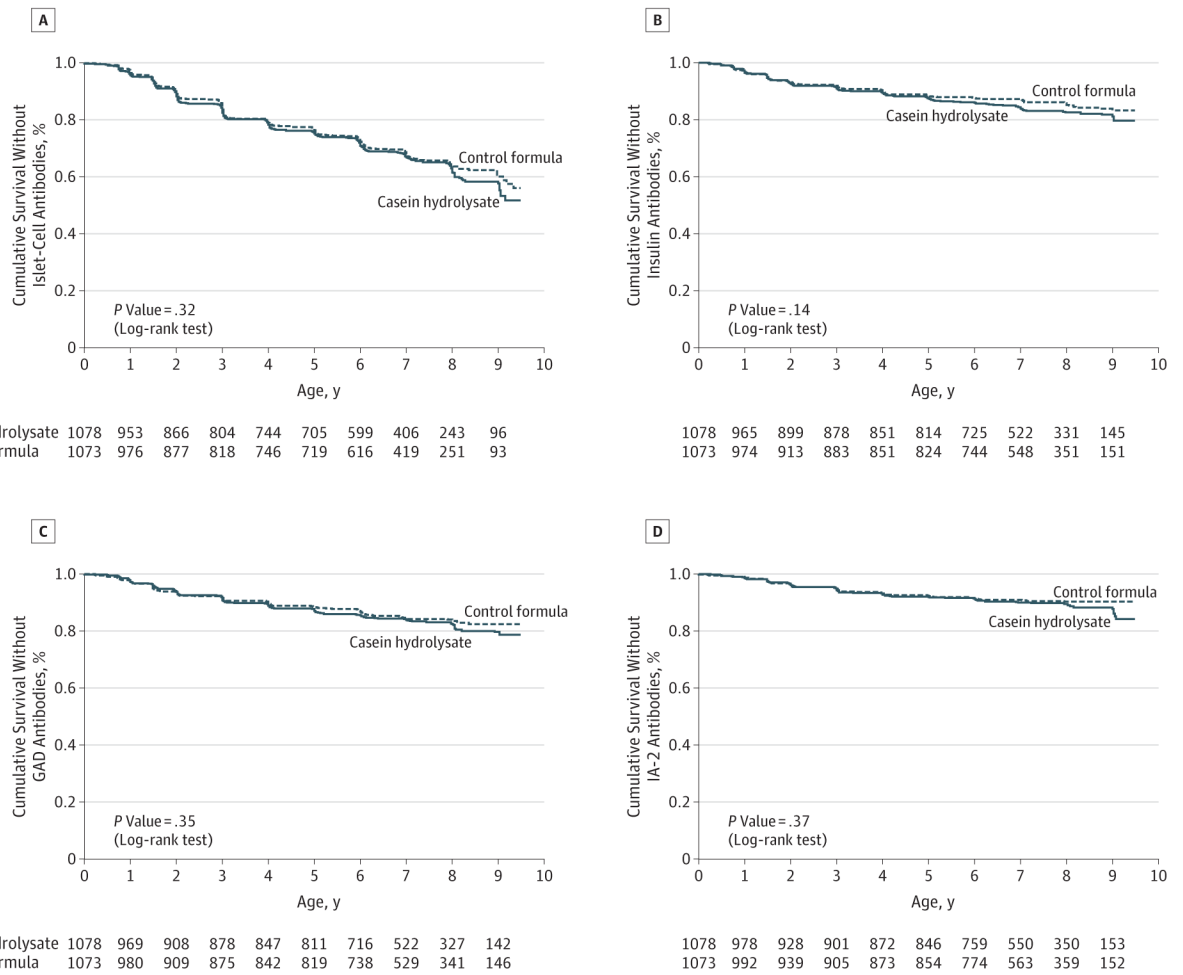 A
1.0
0.8
0.6
0.4
0.2
0
Cumulative Survival Without
Islet-Cell Antibodies, %
Control formula
Casein hydrolysate
P Value = .32
(Log-rank test)
0 1 2 3 4 5 6 7 8 9 10
Age, y
rolysate 1078 953 866 804 744 705 599 406 243 96
rmula 1073 976 877 818 746 719 616 419 251 93
B
1.0
0.8
0.6
0.4
0.2
0
Cumulative Survival Without
Insulin Antibodies, %
Control formula
Casein hydrolysate
P Value = .14
(Log-rank test)
0 1 2 3 4 5 6 7 8 9 10
Age, y
1078 965 899 878 851 814 725 522 331 145
1073 974 913 883 851 824 744 548 351 151
C
1.0
0.8
0.6
0.4
0.2
0
Cumulative Survival Without
GAD Antibodies, %
Control formula
Casein hydrolysate
P Value = .35
(Log-rank test)
0 1 2 3 4 5 6 7 8 9 10
Age, y
rolysate 1078 969 908 878 847 811 716 522 327 142
rmula 1073 980 909 875 842 819 738 529 341 146
D
1.0
0.8
0.6
0.4
0.2
0
Cumulative Survival Without
IA-2 Antibodies, %
Control formula
Casein hydrolysate
P Value = .37
(Log-rank test)
0 1 2 3 4 5 6 7 8 9 10
Age, y
1078 978 928 901 872 846 759 550 350 153
1073 992 939 905 873 854 774 563 359 152